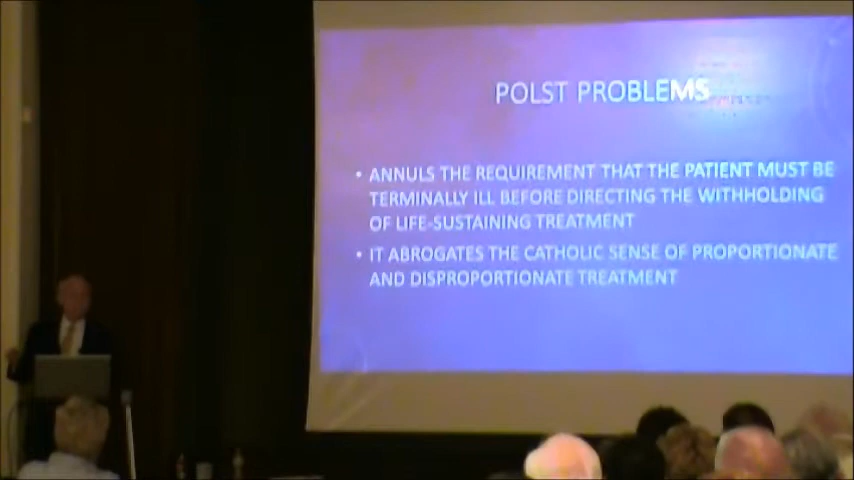 POLST PROBLEMS
• ANNULS THE REQUIREMENT THAT THE PATIENT MUST BE
TERMINALLY ILL BEFORE DIRECTING THE WITHHOLDING
OF LIFE-SUSTAINING TREATMENT
• IT ABROGATES THE CATHOLIC SENSE OF PROPORTIONATE
AND DISPROPORTIONATE TREATMENT